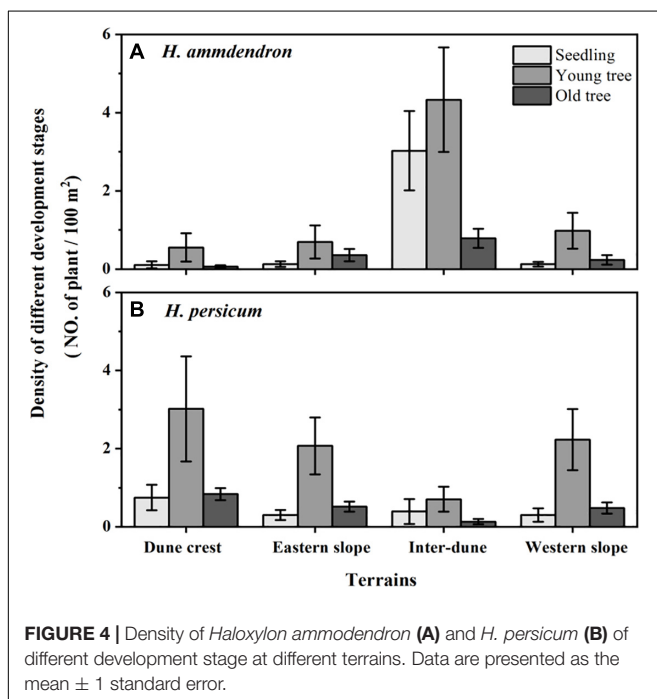 A H. ammdendron
Seedling
Young tree
Old tree
6
4
2
0
B H. persicum
6
4
2
0
Density of different development stages
( NO. of plant / 100 m²)
Dune crest Eastern slope Inter-dune Western slope
Terrains
FIGURE 4 | Density of Haloxylon ammodendron (A) and H. persicum (B) of
different development stage at different terrains. Data are presented as the
mean ± 1 standard error.